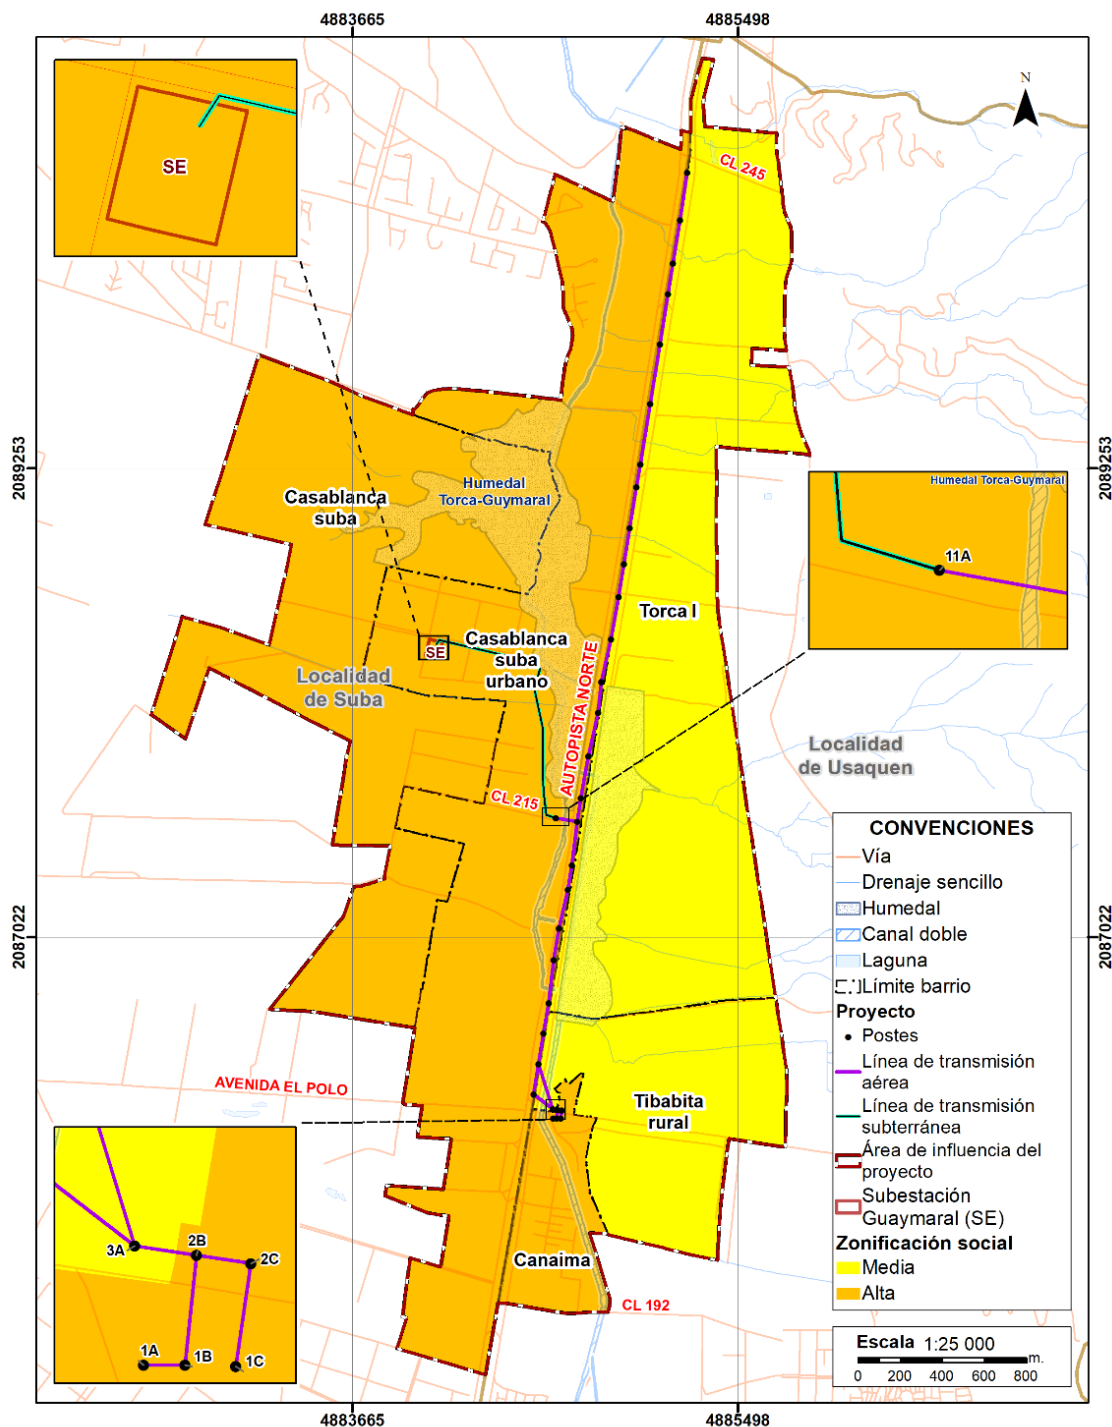 4883665
4885498
N
SE
CL 245
2089253
2089253
Humedal Torca-Guymaral
11A
Casablanca
suba
Humedal
Torca-Guymaral
Torca I
Casablanca
suba
urbano
SE
Localidad
de Suba
AUTOPISTA NORTE
Localidad
de Usaquen
CL 215
2087022
2087022
AVENIDA EL POLO
Tibabita
rural
Canaima
CL 192
3A
2B
2C
1A
1B
1C
CONVENCIONES
Vía
Drenaje sencillo
Humedal
Canal doble
Laguna
Límite barrio
Proyecto
Postes
Línea de transmisión
aérea
Línea de transmisión
subterránea
Área de influencia del
proyecto
Subestación
Guaymaral (SE)
Zonificación social
Media
Alta
Escala 1:25 000
m.
0 200 400 600 800
4883665
4885498